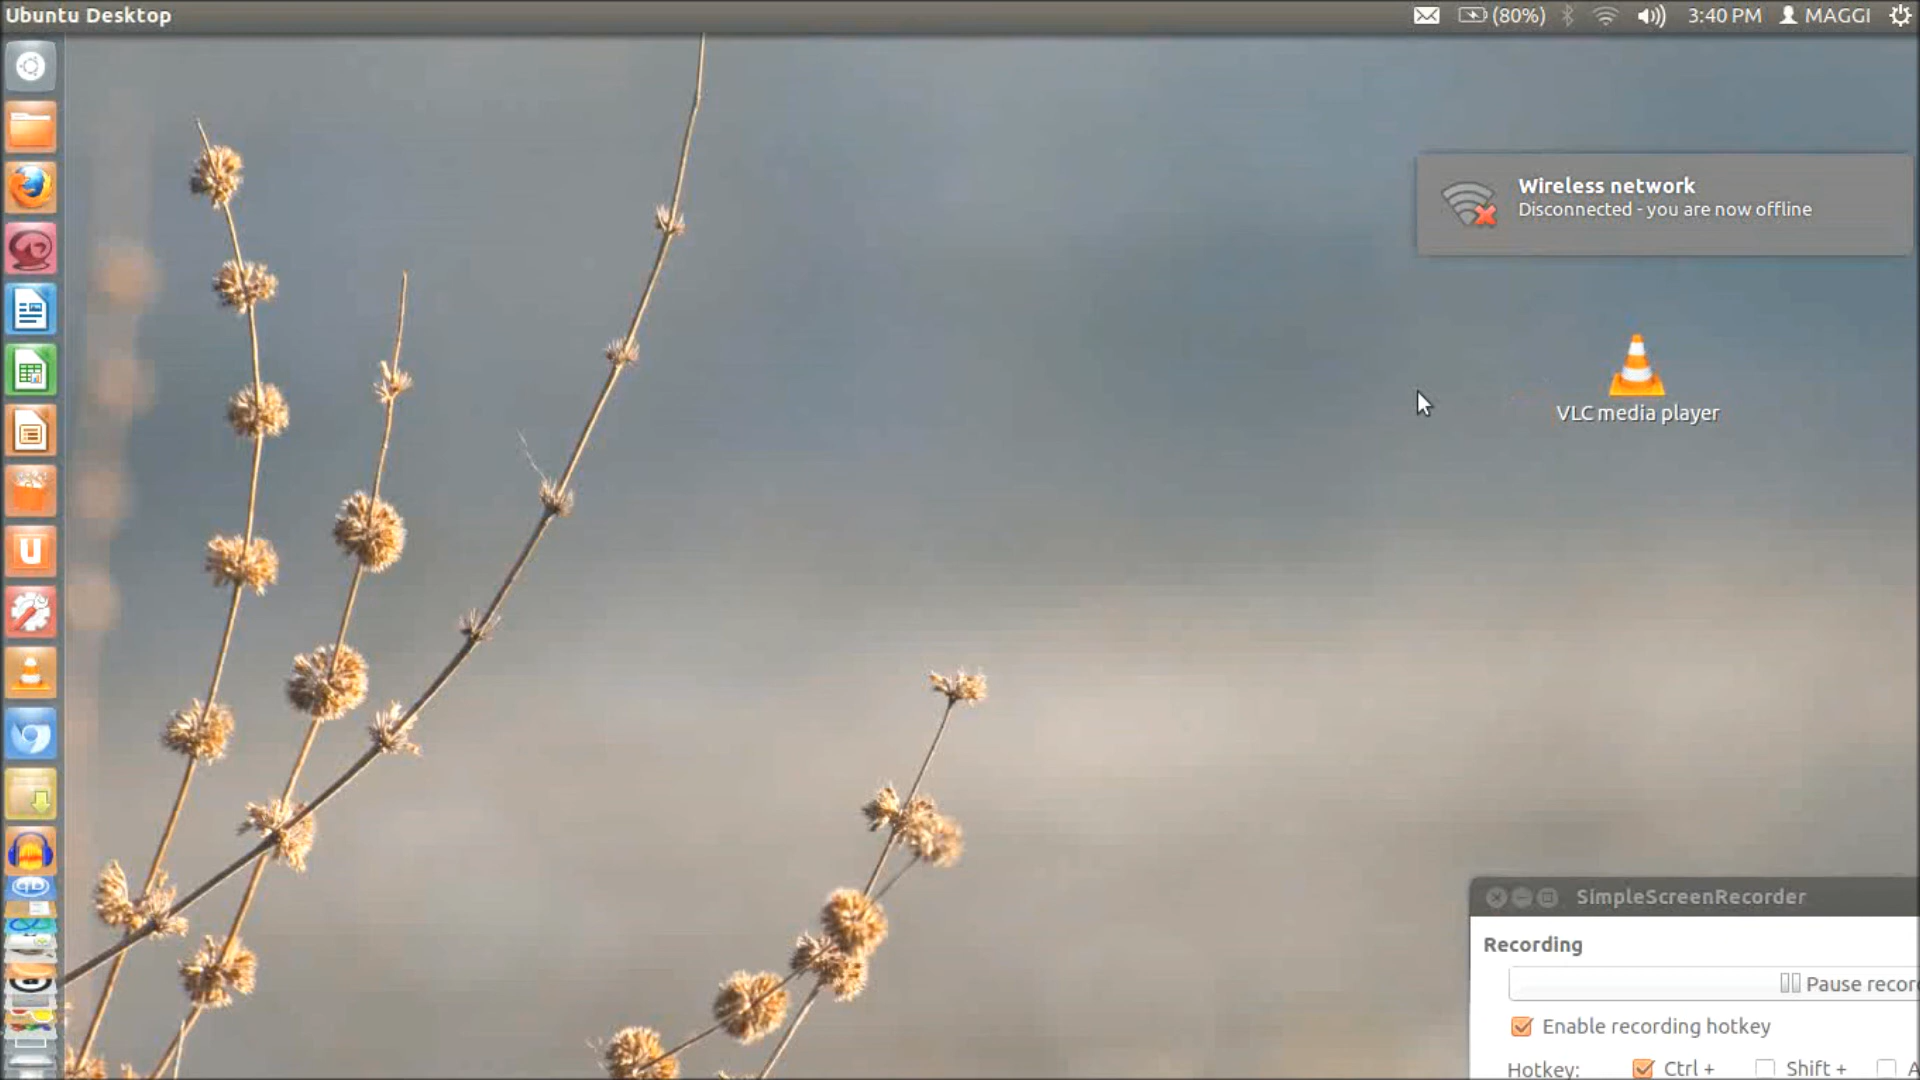 Ubuntu Desktop
(80%)
3:40 PM
MAGGI
Wireless network
Disconnected - you are now offline
VLC media player
U
SimpleScreenRecorder
Recording
Pause recor
Enable recording hotkey
Hotkey:
Ctrl +
Shift +
A